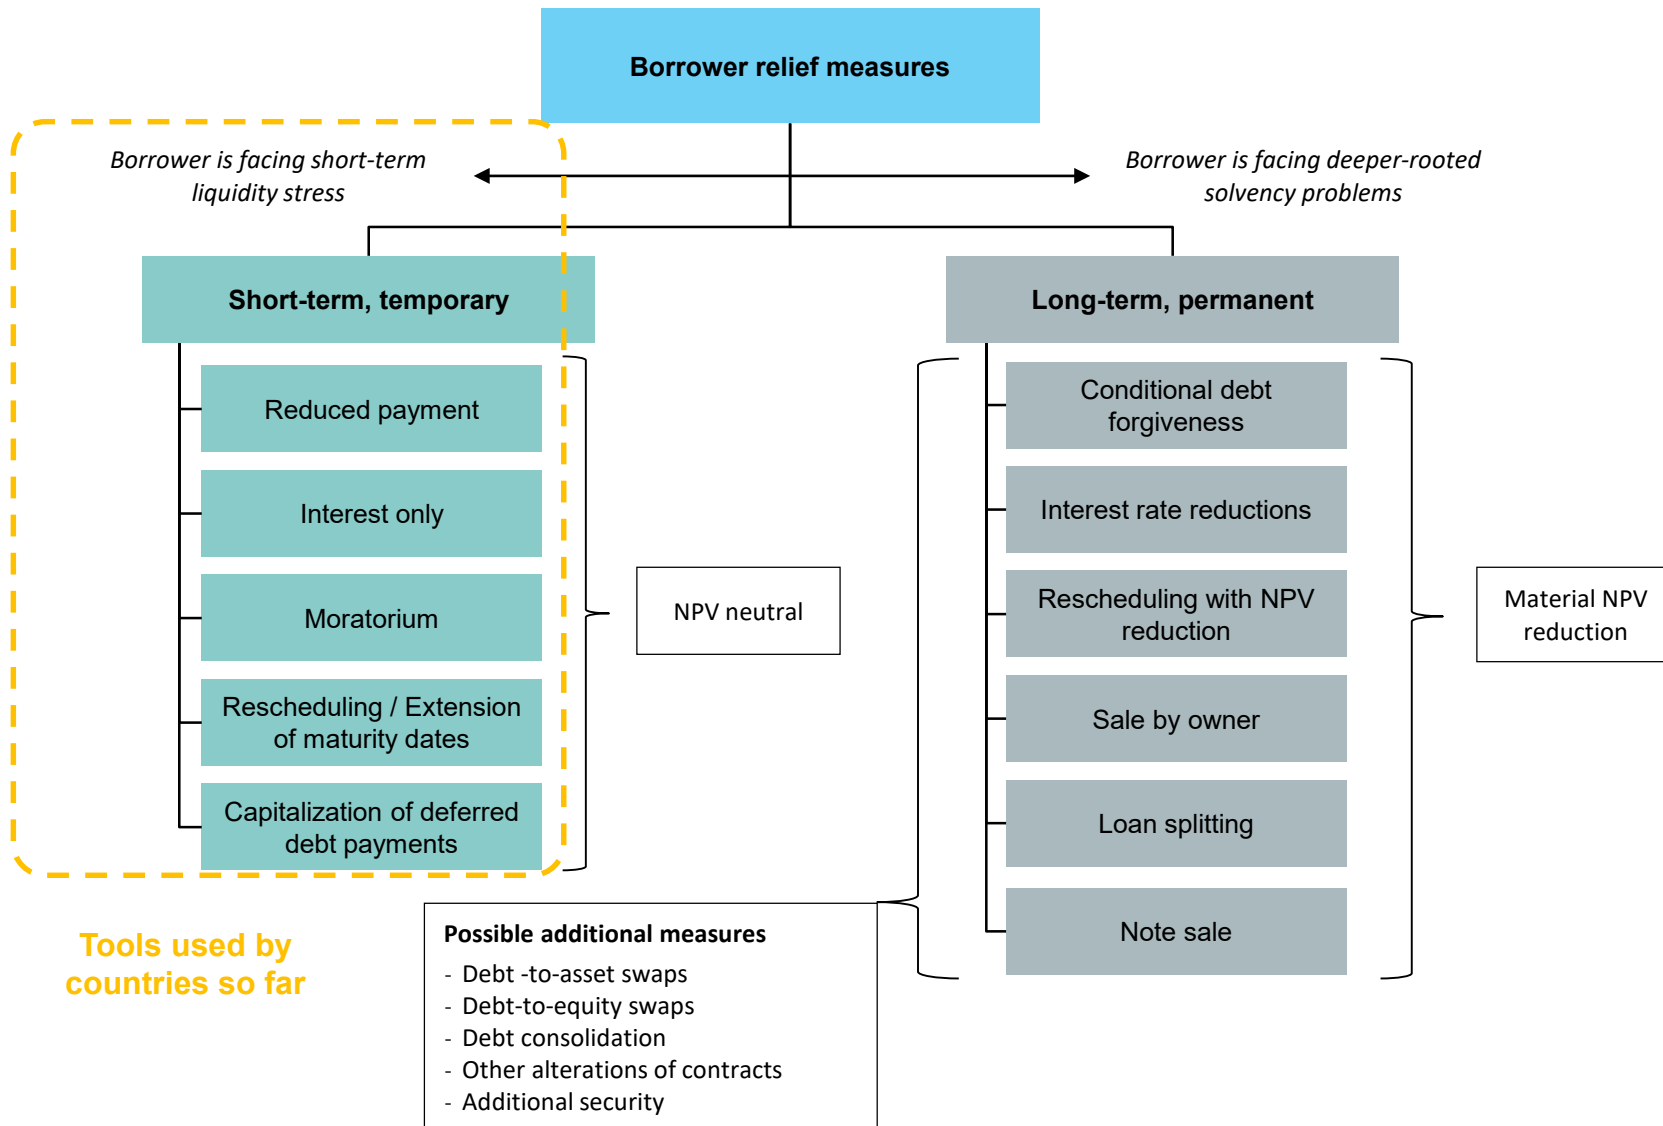 Borrower relief measures
Borrower is facing short-term
liquidity stress
Borrower is facing deeper-rooted
solvency problems
Short-term, temporary
Long-term, permanent
Reduced payment
Interest only
Moratorium
Rescheduling / Extension
of maturity dates
Capitalization of deferred
debt payments
NPV neutral
Conditional debt
forgiveness
Interest rate reductions
Rescheduling with NPV
reduction
Sale by owner
Loan splitting
Note sale
Material NPV
reduction
Tools used by
countries so far
Possible additional measures
- Debt -to-asset swaps
- Debt-to-equity swaps
- Debt consolidation
- Other alterations of contracts
- Additional security